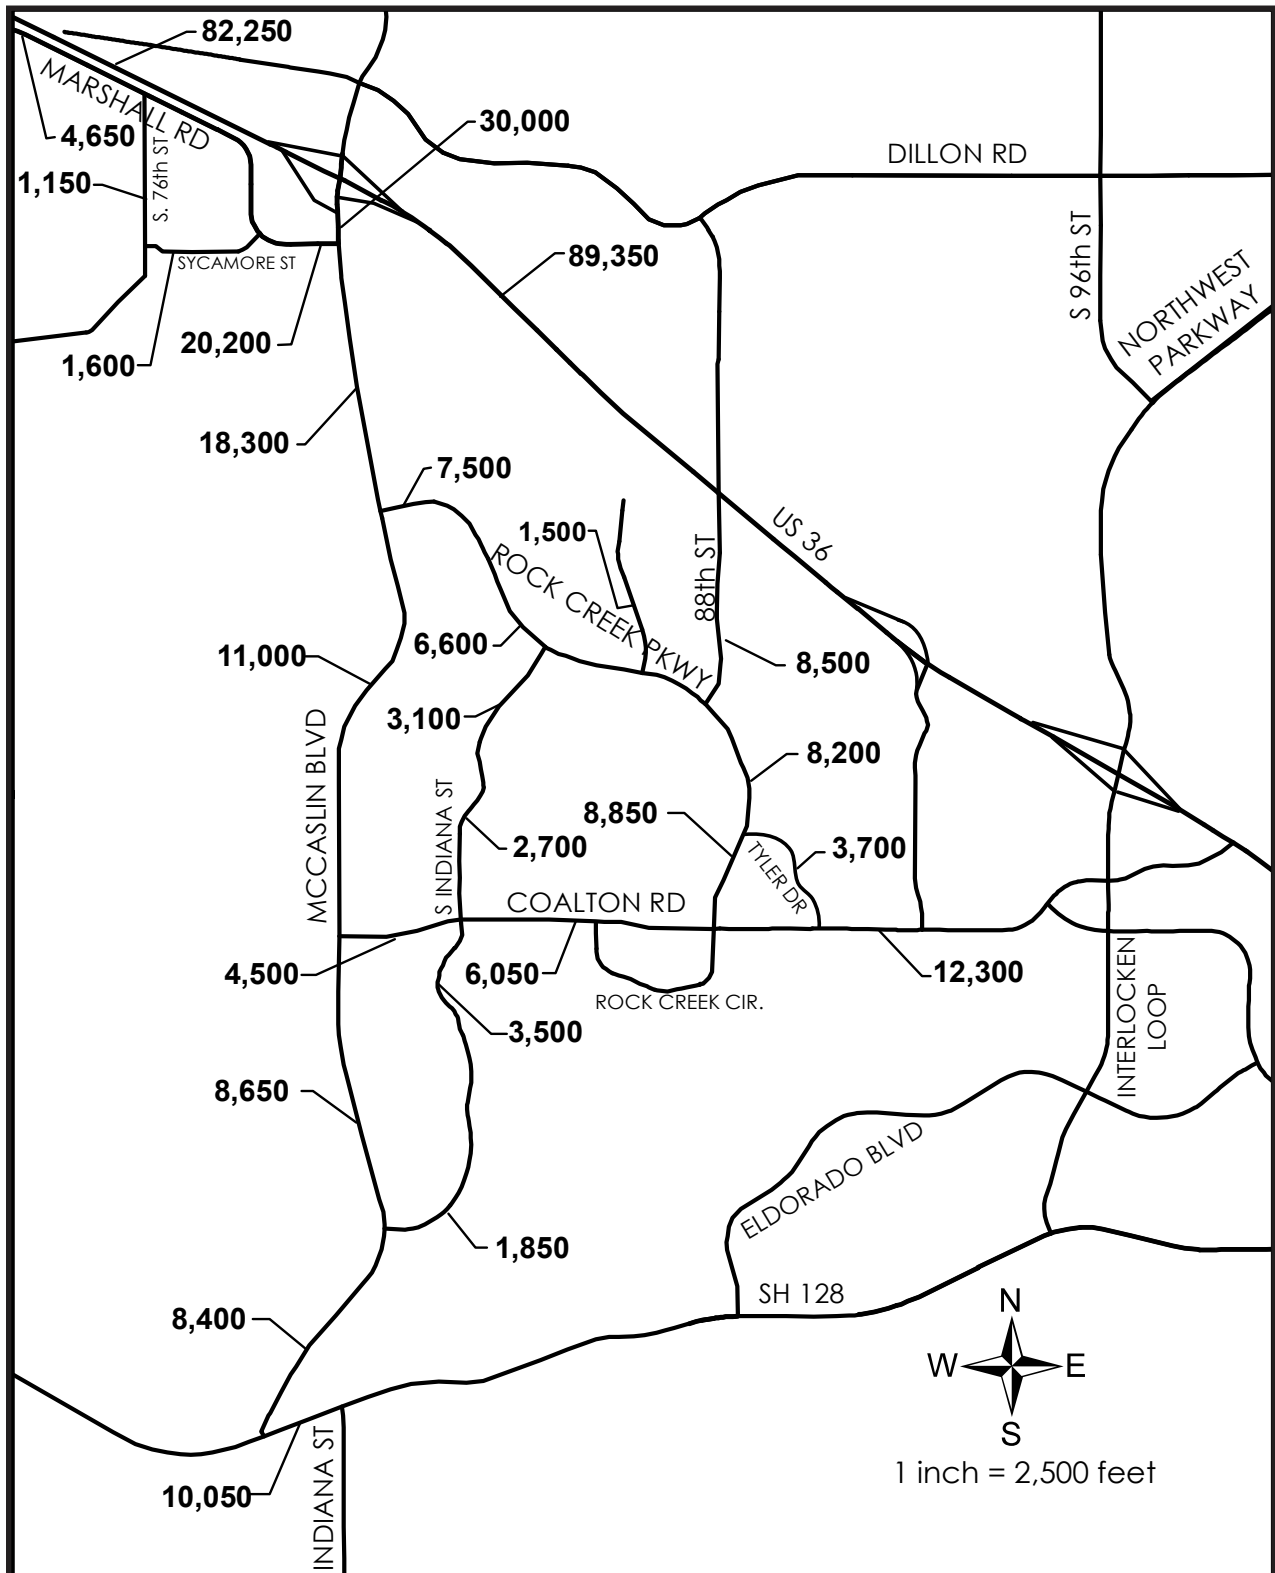 82,250
MARSHALL RD
4,650
30,000
DILLON RD
1,150
S. 76th ST
S 96th ST
89,350
SYCAMORE ST
NORTHWEST
PARKWAY
20,200
1,600
18,300
7,500
1,500
US 36
88th ST
ROCK CREEK PKWY
6,600
11,000
8,500
3,100
MCCASLIN BLVD
8,200
S INDIANA ST
8,850
2,700
3,700
TYLER DR
COALTON RD
4,500
6,050
12,300
ROCK CREEK CIR.
INTERLOCKEN
LOOP
3,500
8,650
ELDORADO BLVD
1,850
SH 128
8,400
N
W
E
S
INDIANA ST
1 inch = 2,500 feet
10,050